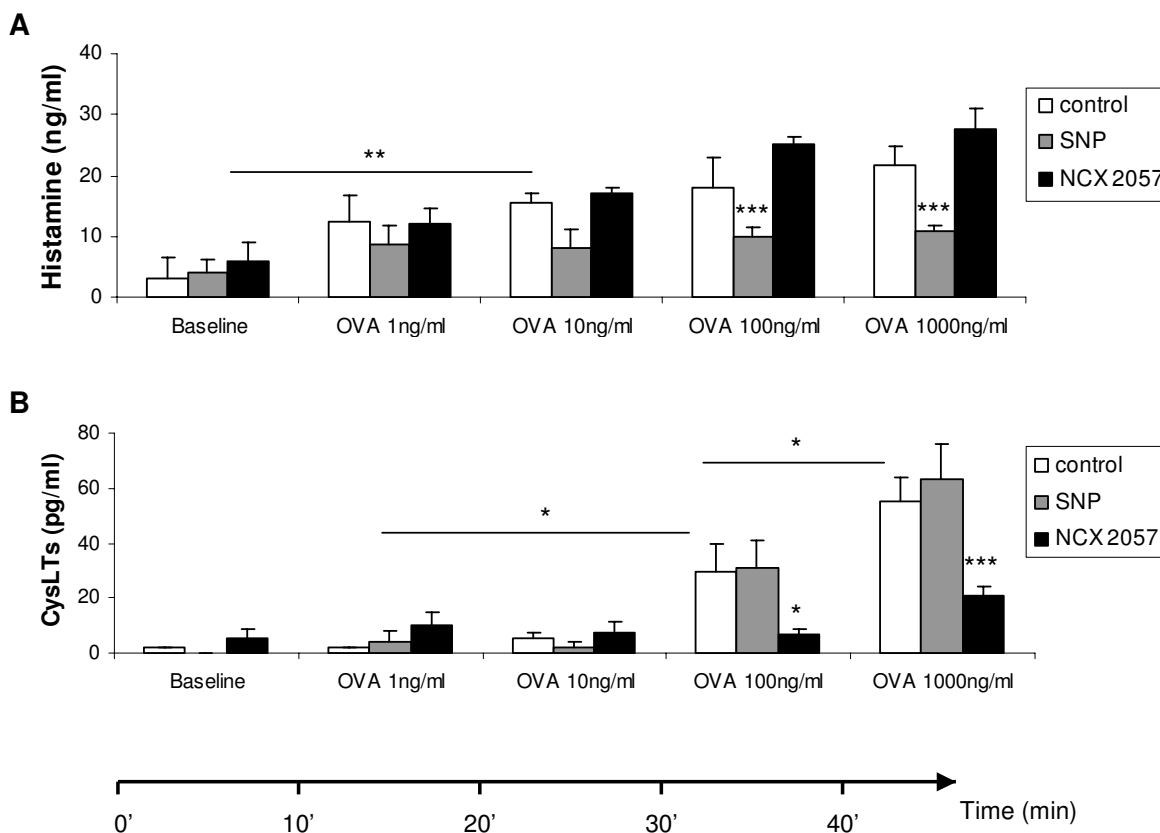 A
Histamine (ng/ml)
40
30
20
10
0
**
***
***
Baseline
OVA 1ng/ml
OVA 10ng/ml
OVA 100ng/ml
OVA 1000ng/ml
control
SNP
NCX 2057
B
CysLTs (pg/ml)
80
60
40
20
0
*
*
*
***
Baseline
OVA 1ng/ml
OVA 10ng/ml
OVA 100ng/ml
OVA 1000ng/ml
control
SNP
NCX 2057
0’ 10’ 20’ 30’ 40’ Time (min)